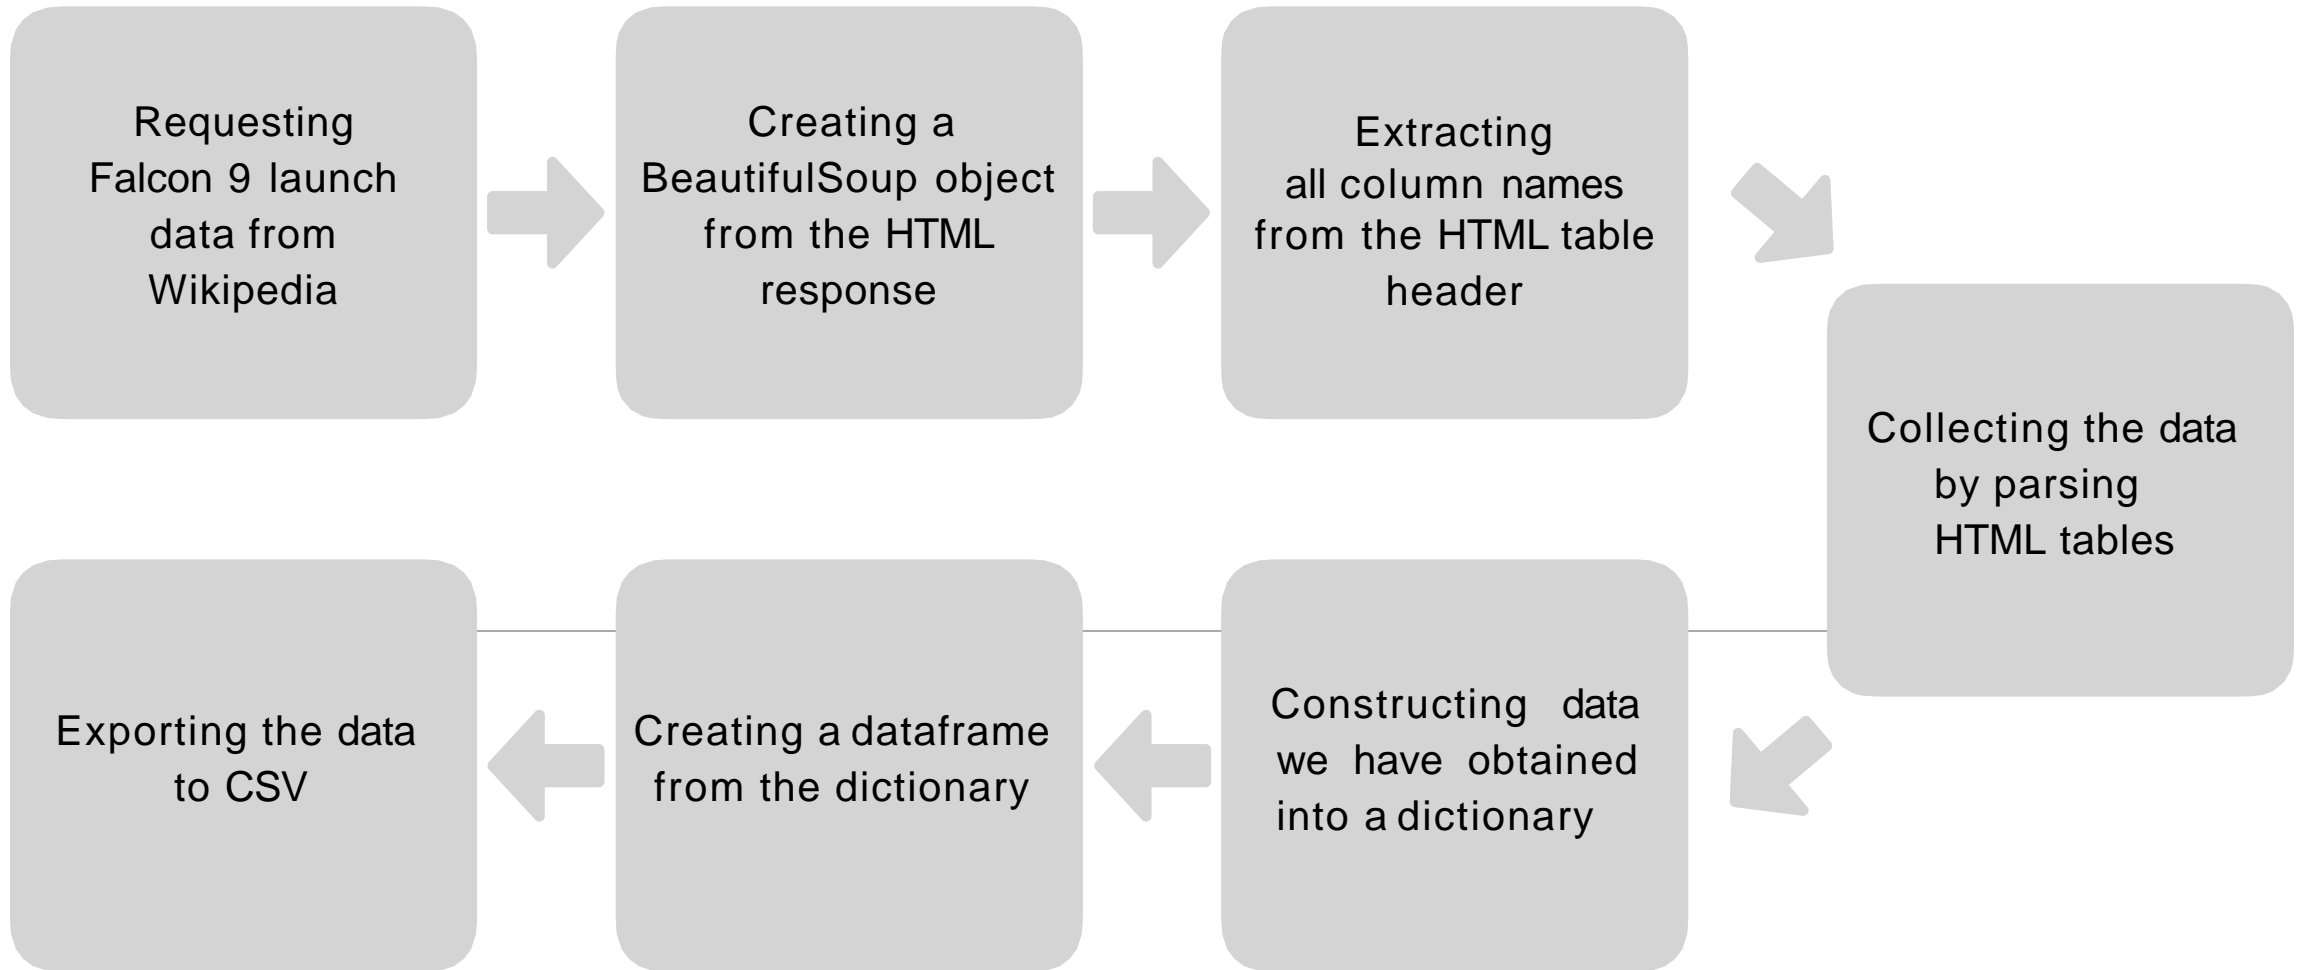 Requesting
Falcon 9 launch
data from
Wikipedia
Creating a
BeautifulSoup object
from the HTML
response
Extracting
all column names
from the HTML table
header
Collecting the data
by parsing
HTML tables
Constructing data
we have obtained
into a dictionary
Creating a dataframe
from the dictionary
Exporting the data
to CSV